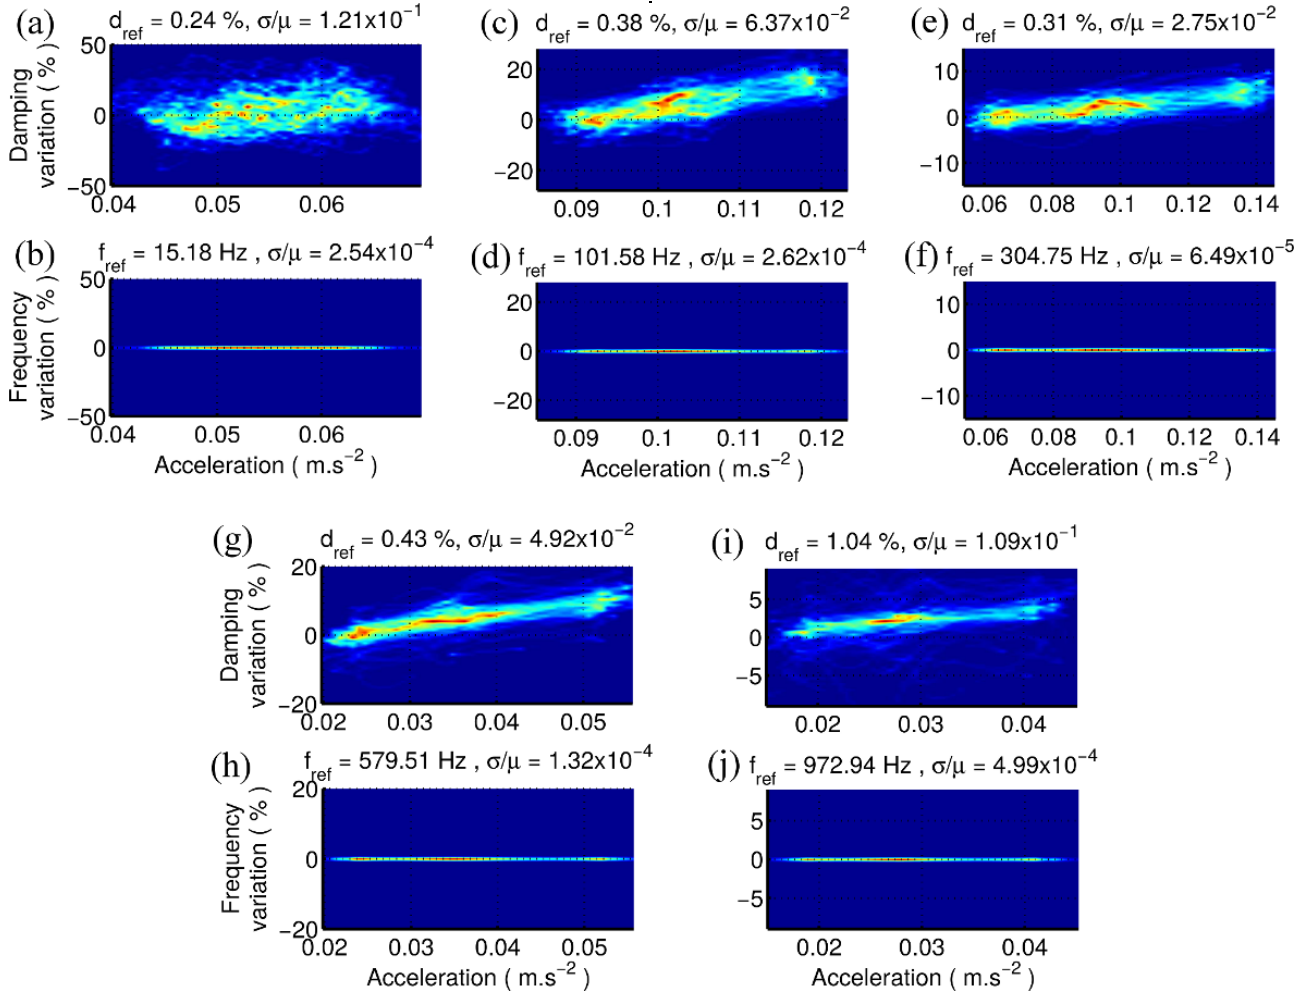 (a) d_ref = 0.24 %, σ/μ = 1.21x10^−1
Damping variation ( % )
50
0
−50
0.04 0.05 0.06
(c) d_ref = 0.38 %, σ/μ = 6.37x10^−2
20
0
−20
0.09 0.1 0.11 0.12
(e) d_ref = 0.31 %, σ/μ = 2.75x10^−2
10
0
−10
0.06 0.08 0.1 0.12 0.14
(b) f_ref = 15.18 Hz , σ/μ = 2.54x10^−4
Frequency variation ( % )
50
0
−50
0.04 0.05 0.06
Acceleration ( m.s^−2 )
(d) f_ref = 101.58 Hz , σ/μ = 2.62x10^−4
20
0
−20
0.09 0.1 0.11 0.12
Acceleration ( m.s^−2 )
(f) f_ref = 304.75 Hz , σ/μ = 6.49x10^−5
10
0
−10
0.06 0.08 0.1 0.12 0.14
Acceleration ( m.s^−2 )
(g) d_ref = 0.43 %, σ/μ = 4.92x10^−2
Damping variation ( % )
20
0
−20
0.02 0.03 0.04 0.05
(i) d_ref = 1.04 %, σ/μ = 1.09x10^−1
5
0
−5
0.02 0.03 0.04
(h) f_ref = 579.51 Hz , σ/μ = 1.32x10^−4
Frequency variation ( % )
20
0
−20
0.02 0.03 0.04 0.05
Acceleration ( m.s^−2 )
(j) f_ref = 972.94 Hz , σ/μ = 4.99x10^−4
5
0
−5
0.02 0.03 0.04
Acceleration ( m.s^−2 )